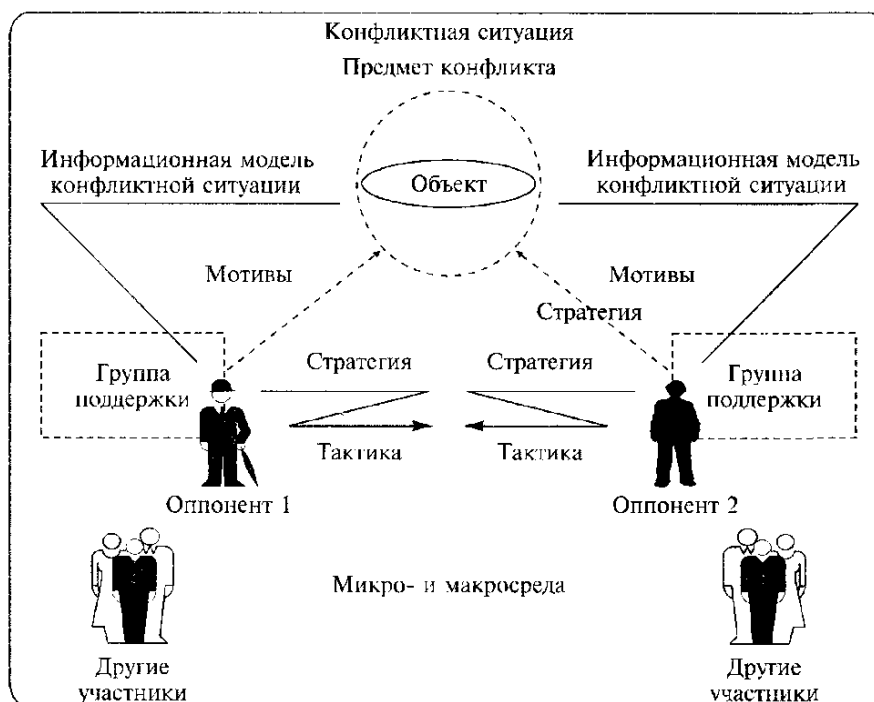 Конфликтная ситуация
Предмет конфликта
Информационная модель
конфликтной ситуации
Объект
Информационная модель
конфликтной ситуации
Мотивы
Мотивы
Стратегия
Группа
поддержки
Стратегия
Стратегия
Группа
поддержки
Тактика
Тактика
Оппонент 1
Оппонент 2
Микро- и макросреда
Другие
участники
Другие
участники